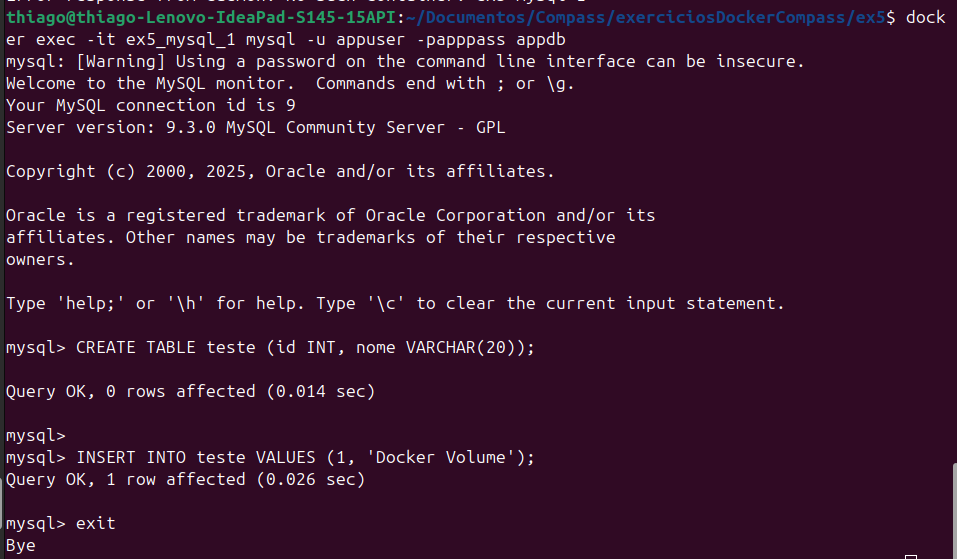 thiago@thiago-Lenovo-IdeaPad-S145-15API:~/Documentos/Compass/exerciciosDockerCompass/ex5$ dock
er exec -it ex5_mysql_1 mysql -u appuser -papppass appdb
mysql: [Warning] Using a password on the command line interface can be insecure.
Welcome to the MySQL monitor.  Commands end with ; or \g.
Your MySQL connection id is 9
Server version: 9.3.0 MySQL Community Server - GPL
Copyright (c) 2000, 2025, Oracle and/or its affiliates.
Oracle is a registered trademark of Oracle Corporation and/or its
affiliates. Other names may be trademarks of their respective
owners.
Type 'help;' or '\h' for help. Type '\c' to clear the current input statement.
mysql> CREATE TABLE teste (id INT, nome VARCHAR(20));
Query OK, 0 rows affected (0.014 sec)
mysql>
mysql> INSERT INTO teste VALUES (1, 'Docker Volume');
Query OK, 1 row affected (0.026 sec)
mysql> exit
Bye